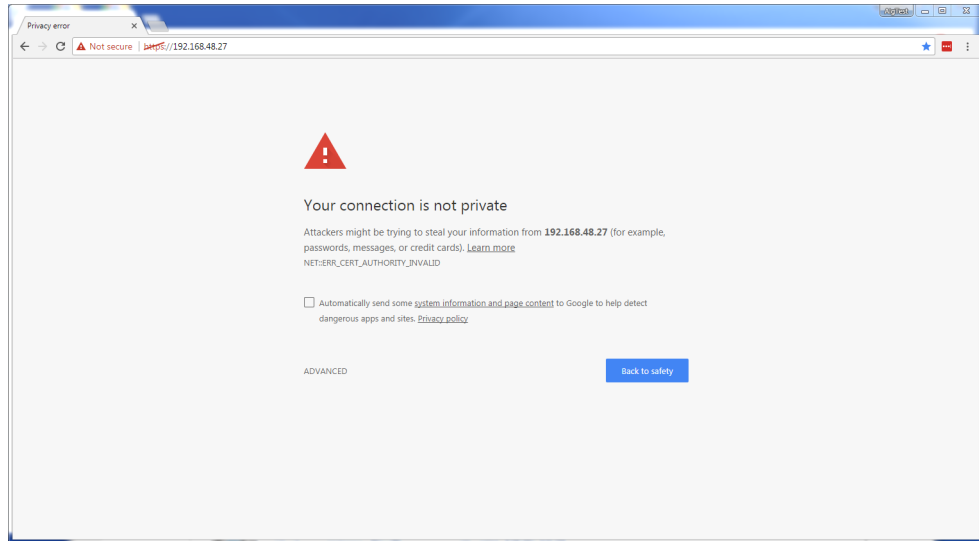 Privacy error
Not secure | https://192.168.48.27
Your connection is not private
Attackers might be trying to steal your information from 192.168.48.27 (for example,
passwords, messages, or credit cards). Learn more
NET::ERR_CERT_AUTHORITY_INVALID
Automatically send some system information and page content to Google to help detect
dangerous apps and sites. Privacy policy
ADVANCED
Back to safety